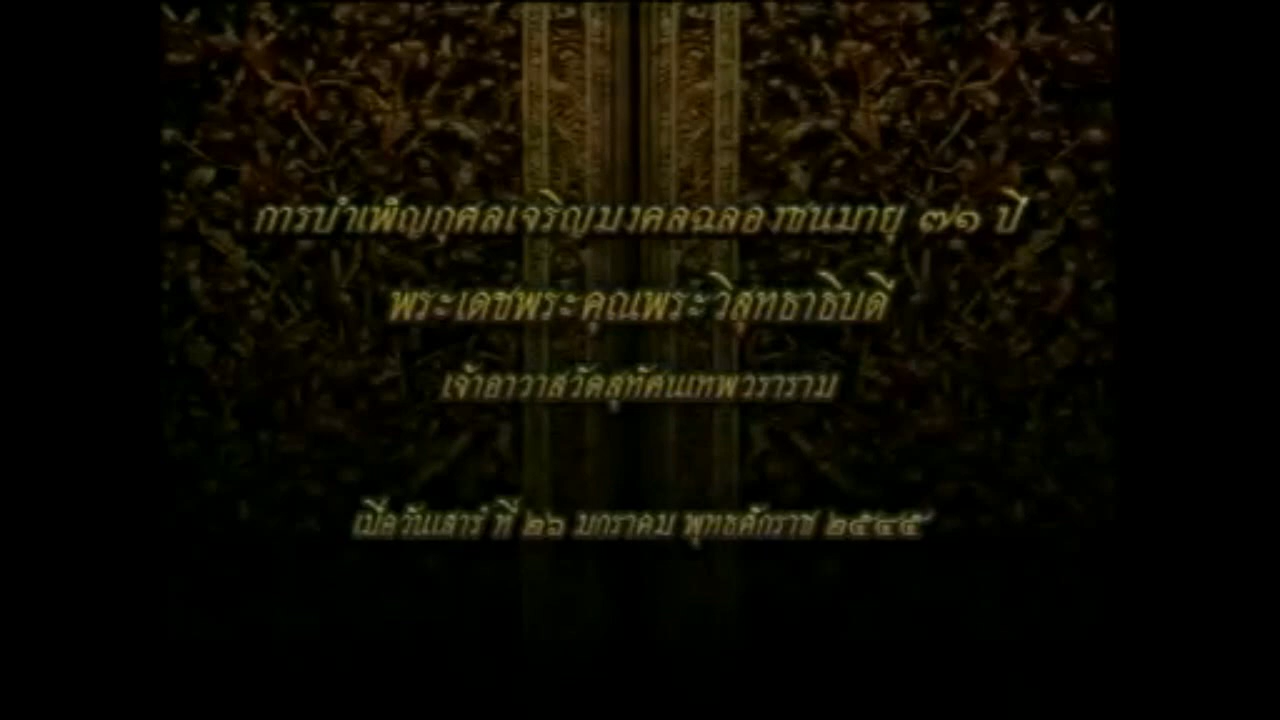 การบำเพ็ญกุศลเจริญมงคลฉลองชนมายุ ๗๑ ปี
พระเดชพระคุณพระวิสุทธาธิบดี
เจ้าอาวาสวัดสุทัศนเทพวราราม
เมื่อวันเสาร์ ที่ ๒๖ มกราคม พุทธศักราช ๒๕๔๕